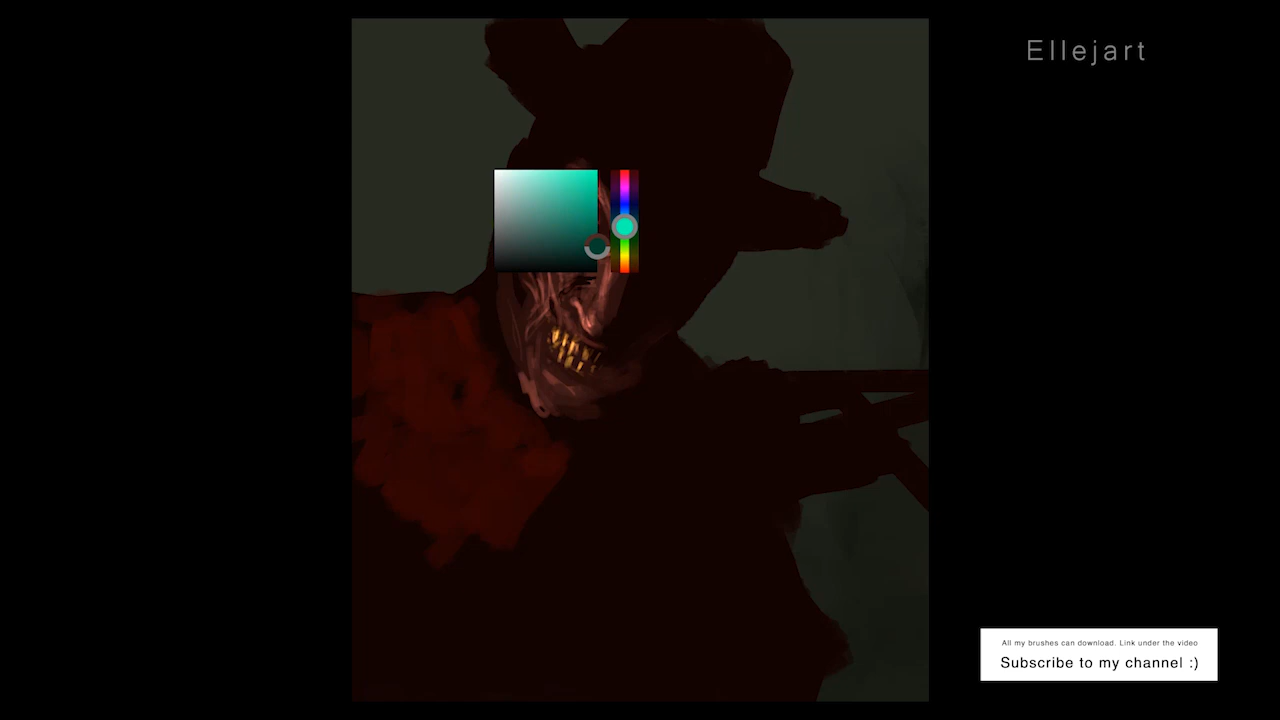 Ellejart
All my brushes can download. Link under the video
Subscribe to my channel :)